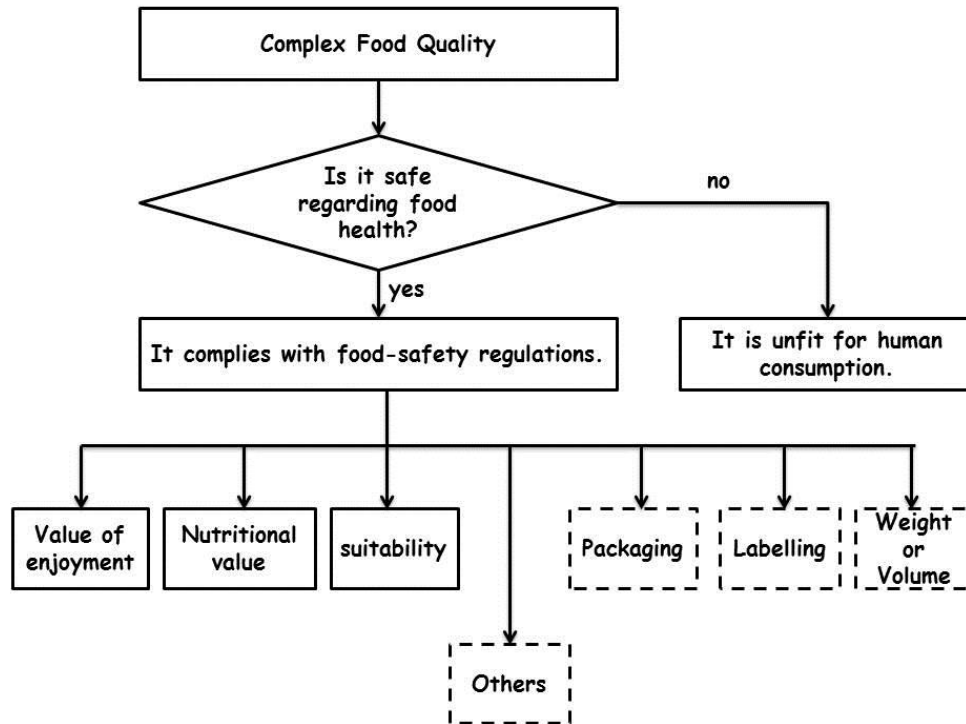 Complex Food Quality
Is it safe
regarding food
health?
no
yes
It complies with food-safety regulations.
It is unfit for human
consumption.
Value of
enjoyment
Nutritional
value
suitability
Packaging
Labelling
Weight
or
Volume
Others